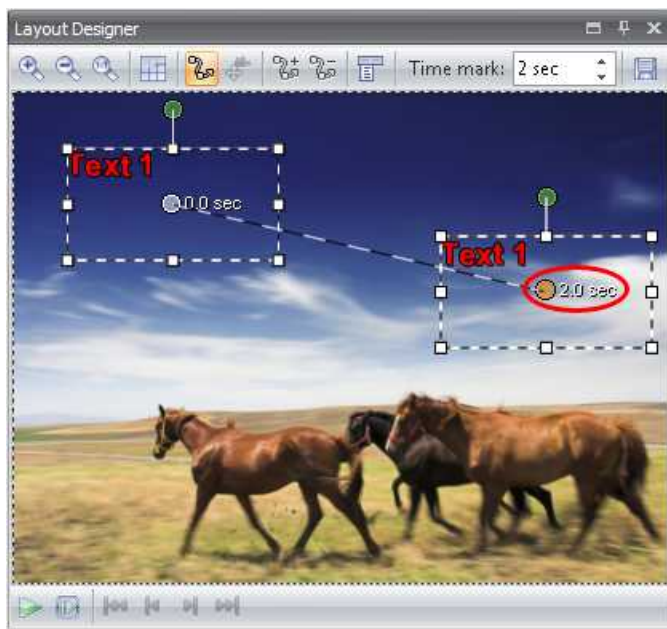 Layout Designer
Time mark: 2 sec
Text 1
0.0 sec
Text 1
2.0 sec